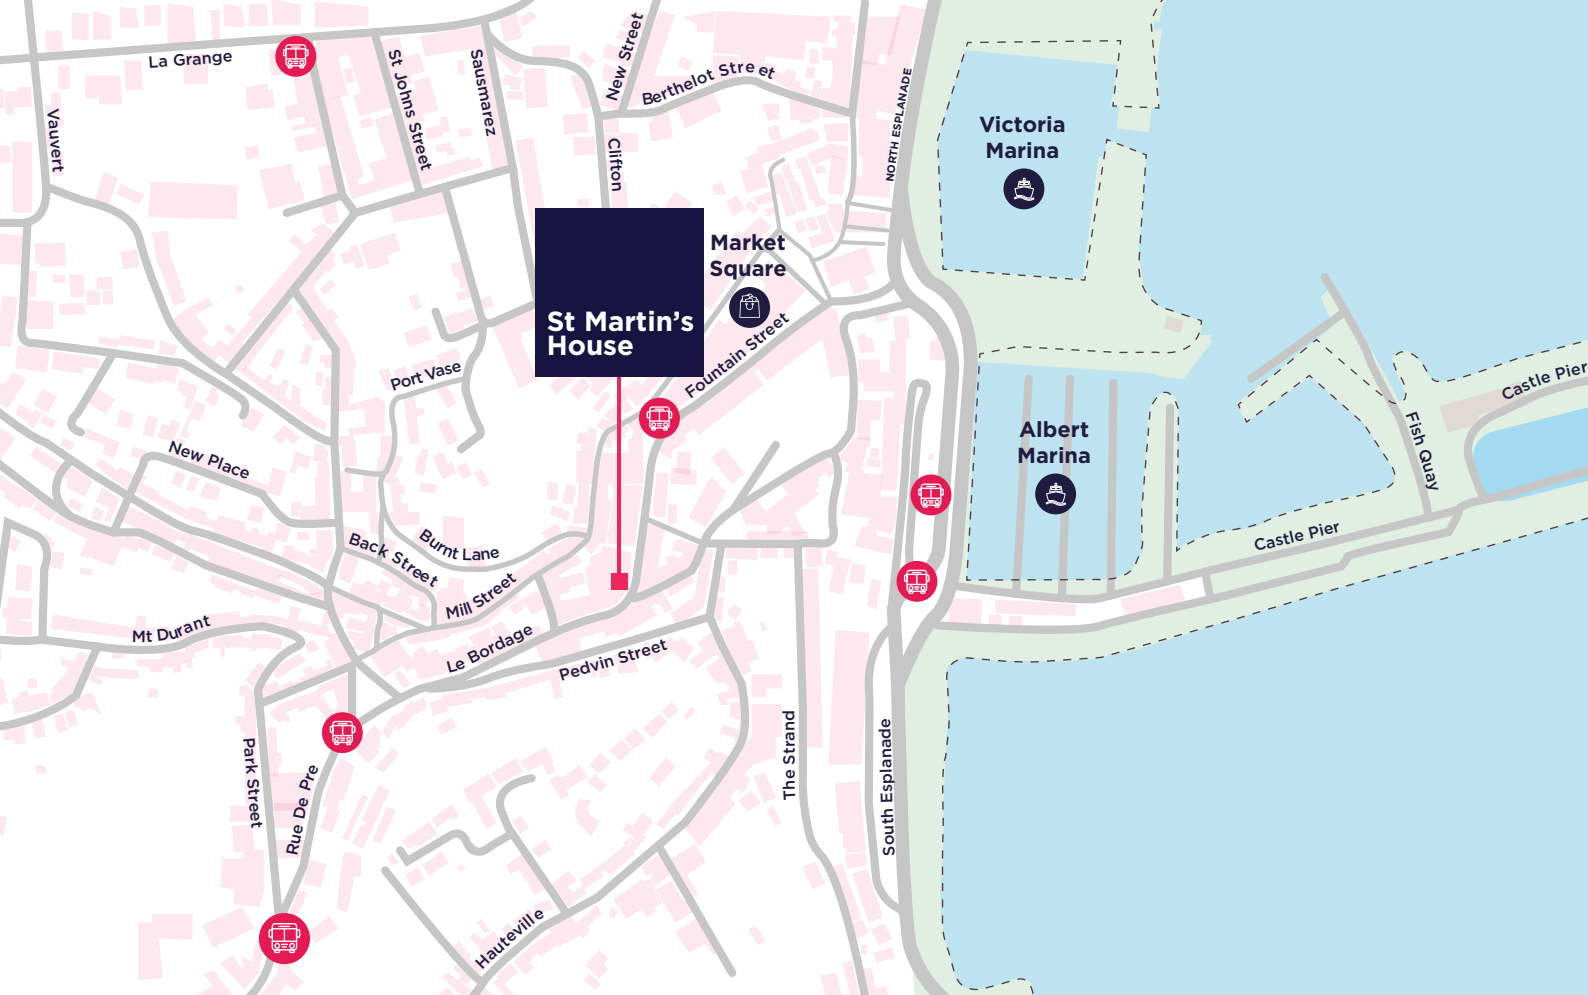 La Grange
Vauvert
St Johns Street
Sausmarez
New Street
Berthelot Street
Clifton
NORTH ESPLANADE
Victoria
Marina
Market
Square
St Martin's
House
Fountain Street
Port Vase
New Place
Albert
Marina
Castle Pier
Fish Quay
Castle Pier
Burnt Lane
Back Street
Mill Street
Le Bordage
Pedvin Street
Mt Durant
Park Street
Rue De Pre
The Strand
South Esplanade
Hauteville